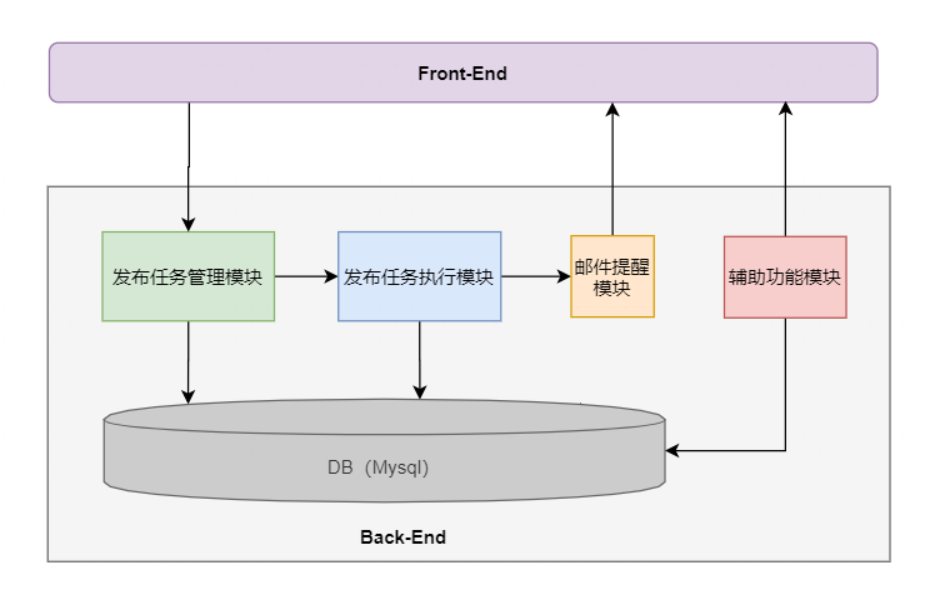 Front-End
发布任务管理模块
发布任务执行模块
邮件提醒
模块
辅助功能模块
DB（Mysql）
Back-End